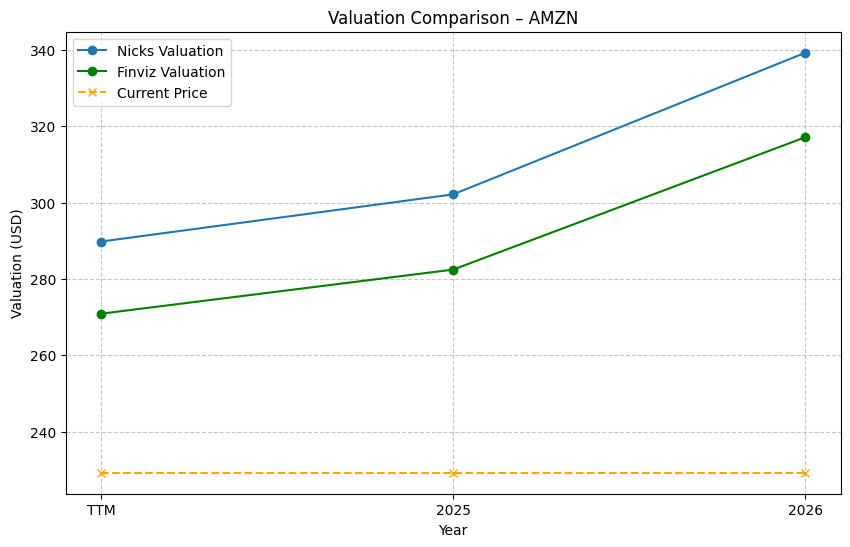 Valuation Comparison – AMZN
Nicks Valuation
Finviz Valuation
Current Price
Valuation (USD)
340
320
300
280
260
240
TTM
2025
2026
Year